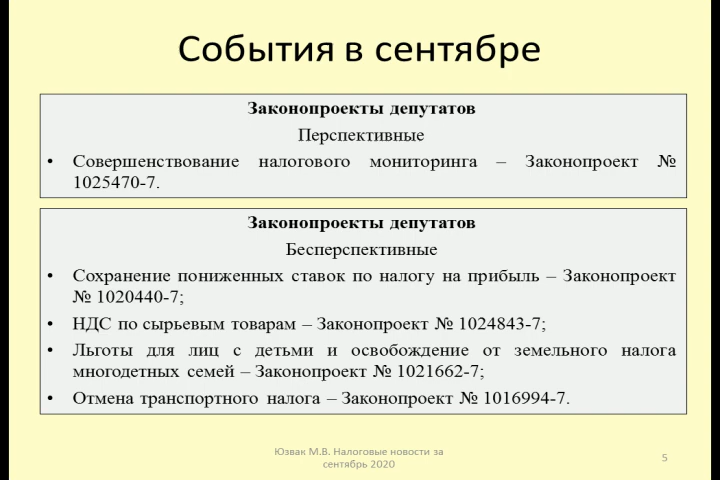 События в сентябре
Законопроекты депутатов
Перспективные
• Совершенствование налогового мониторинга – Законопроект №
1025470-7.
Законопроекты депутатов
Бесперспективные
• Сохранение пониженных ставок по налогу на прибыль – Законопроект
№ 1020440-7;
• НДС по сырьевым товарам – Законопроект № 1024843-7;
• Льготы для лиц с детьми и освобождение от земельного налога
многодетных семей – Законопроект № 1021662-7;
• Отмена транспортного налога – Законопроект № 1016994-7.
Юзвак М.В. Налоговые новости за
сентябрь 2020
5